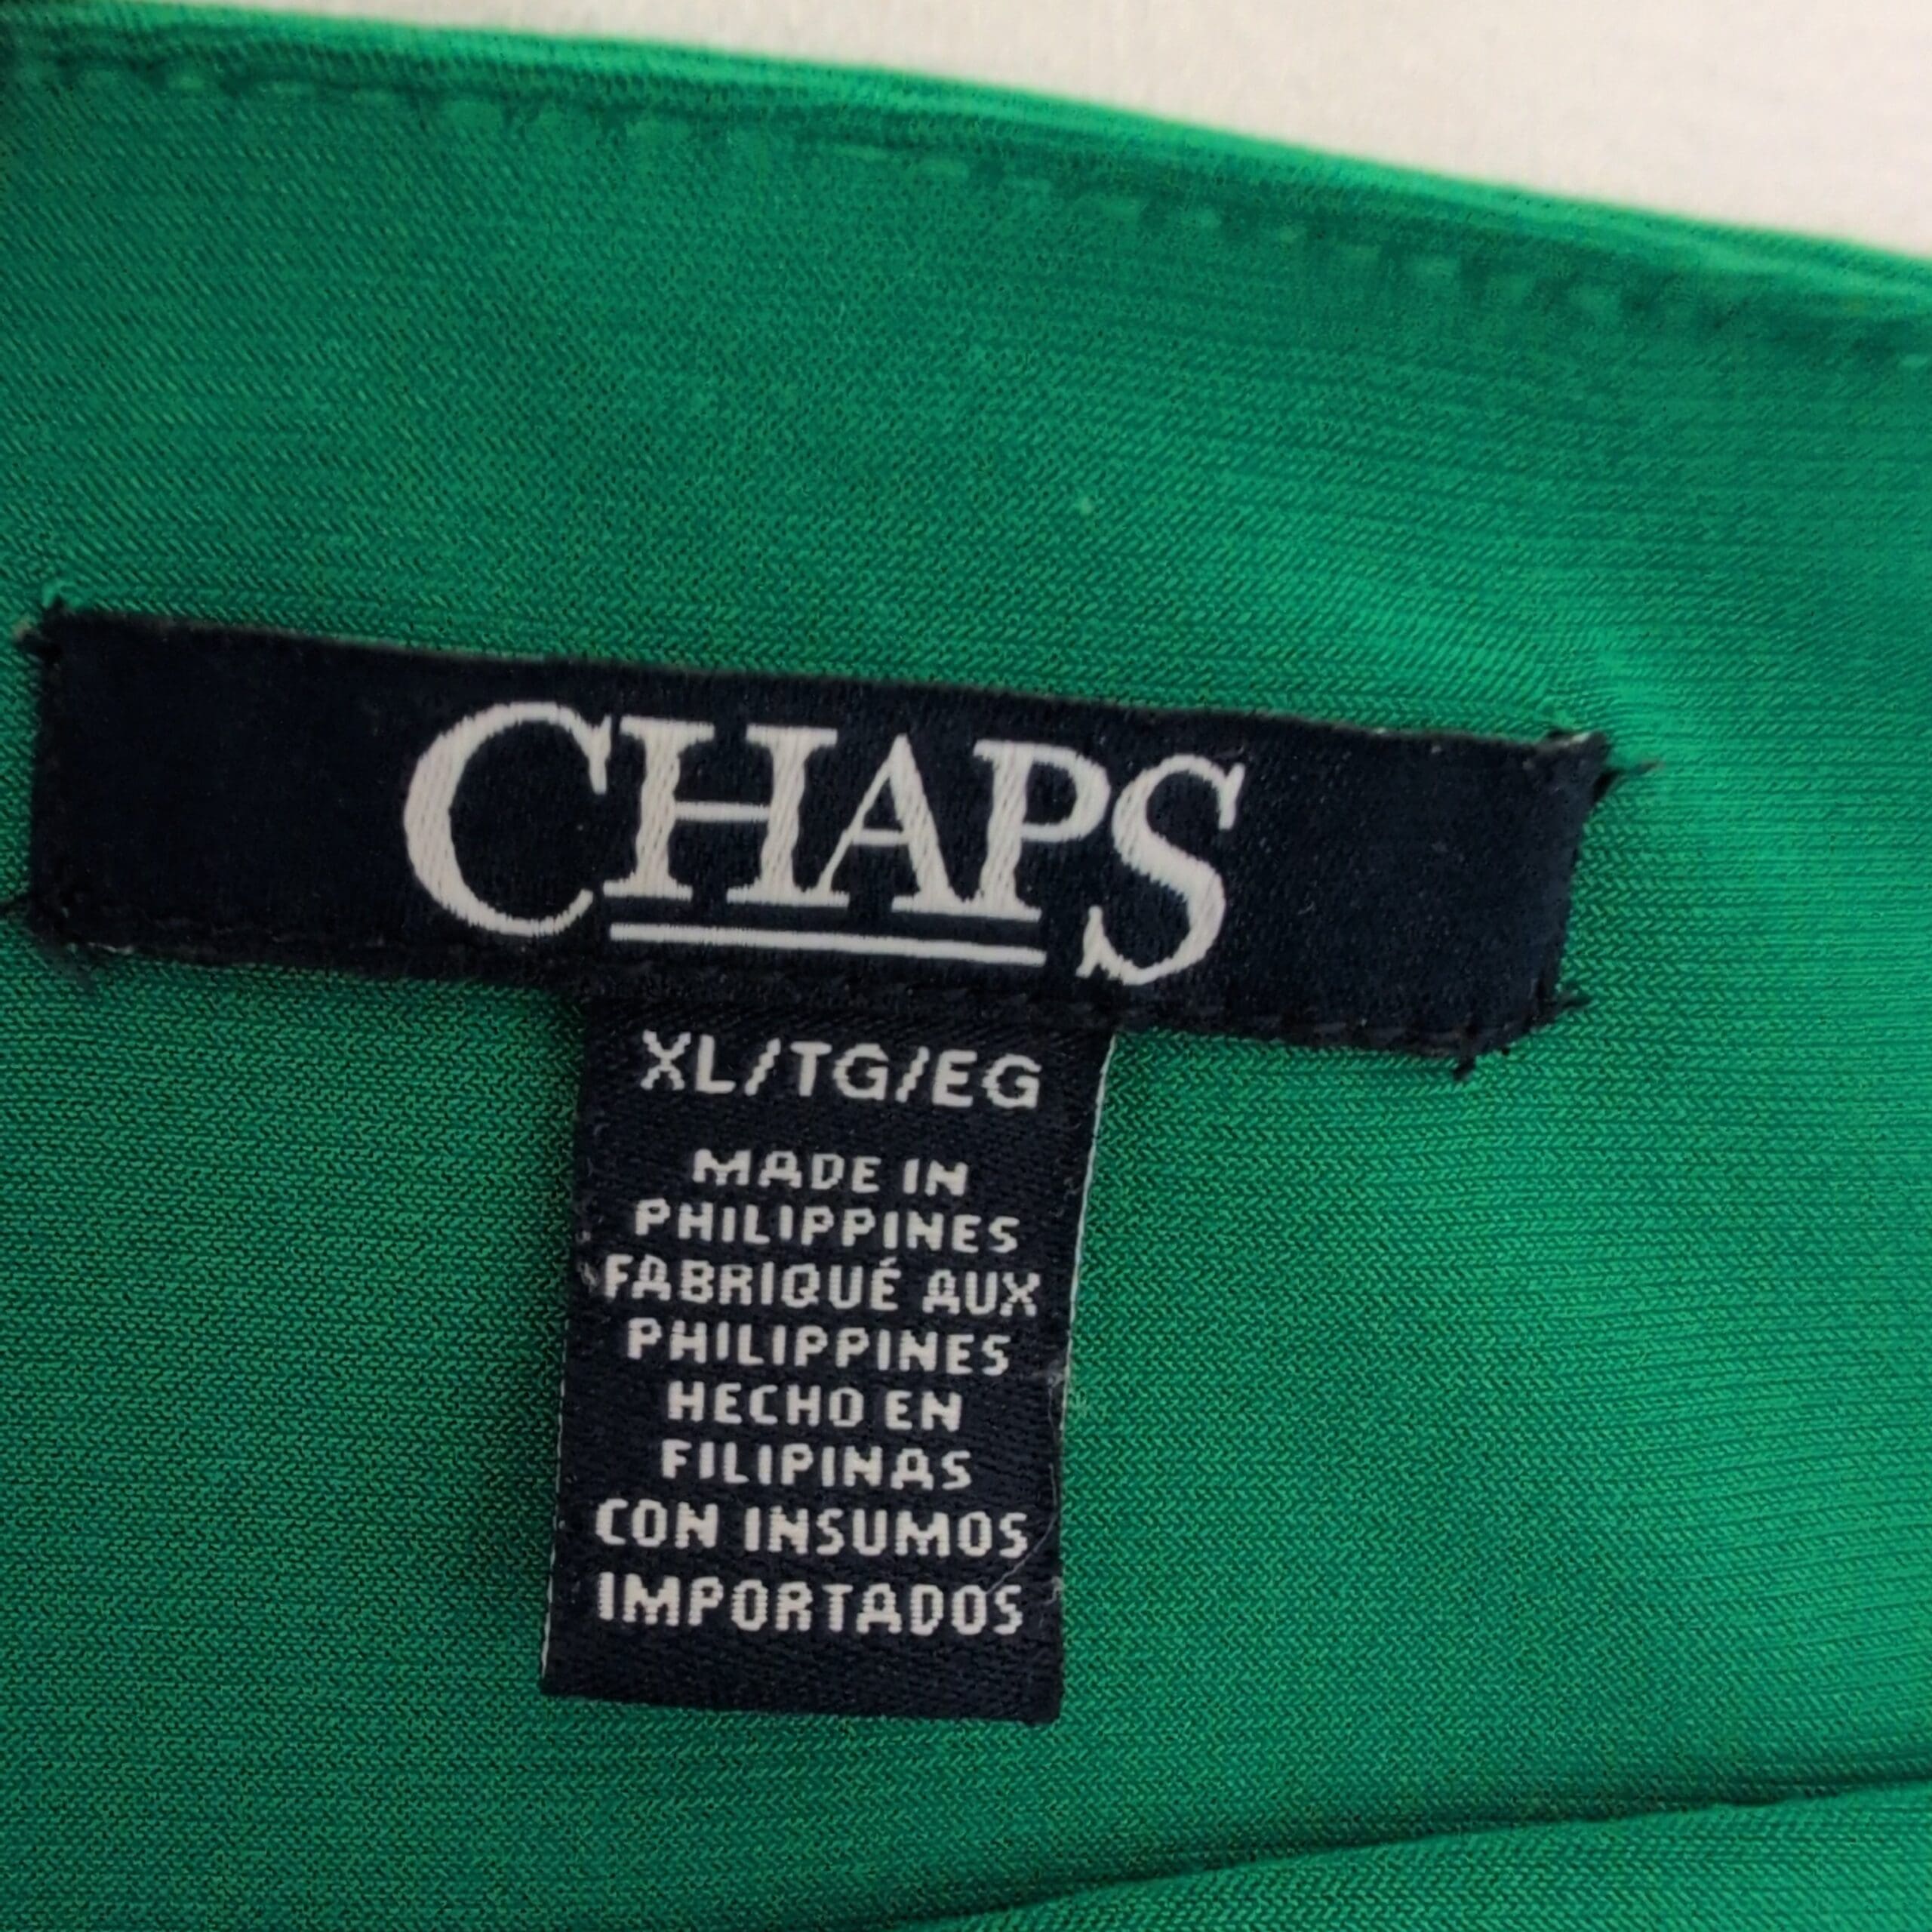 CHAPS
XL/TG/EG
MADE IN
PHILIPPINES
FABRIQUÉ AUX
PHILIPPINES
HECHO EN
FILIPINAS
CON INSUMOS
IMPORTADOS